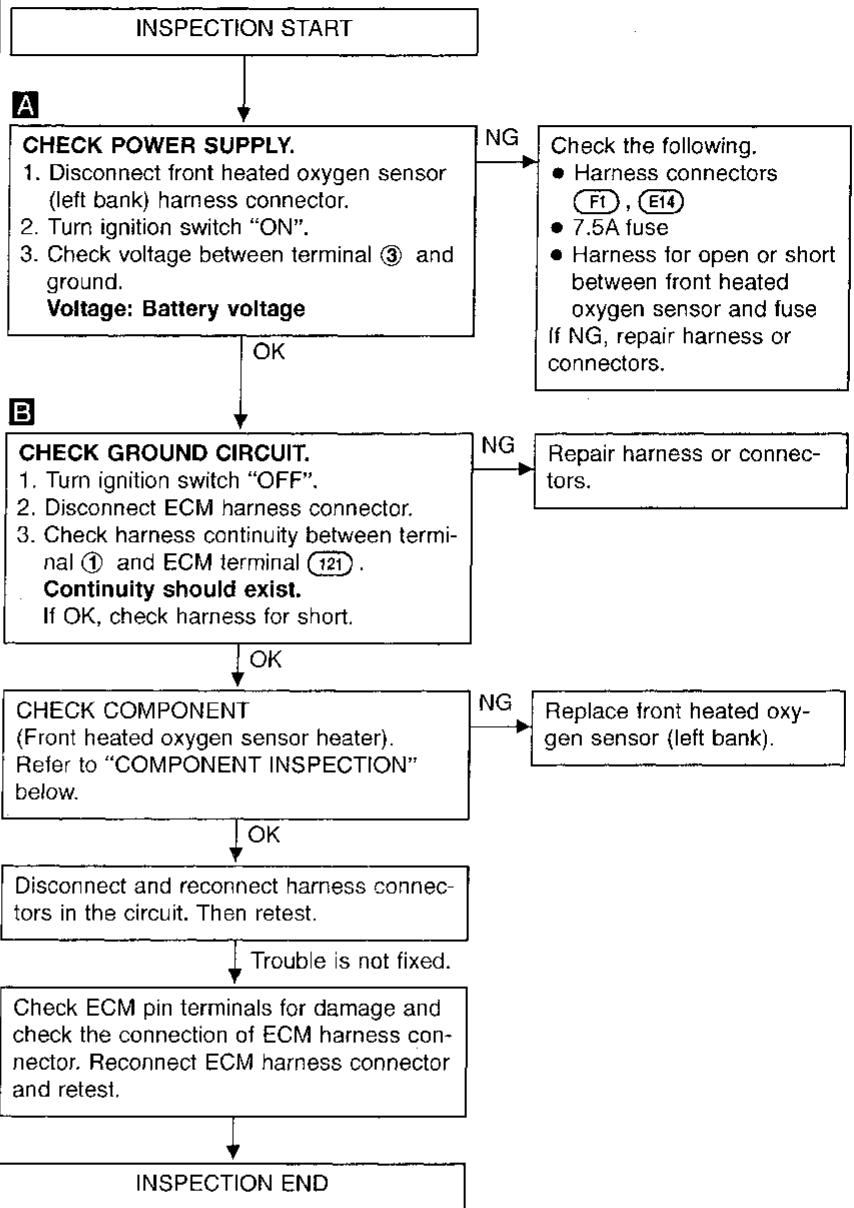 INSPECTION START
A
CHECK POWER SUPPLY.
1. Disconnect front heated oxygen sensor
(left bank) harness connector.
2. Turn ignition switch “ON”.
3. Check voltage between terminal ③ and
ground.
Voltage: Battery voltage
NG
Check the following.
● Harness connectors
F1, E14
● 7.5A fuse
● Harness for open or short
between front heated
oxygen sensor and fuse
If NG, repair harness or
connectors.
OK
B
CHECK GROUND CIRCUIT.
1. Turn ignition switch “OFF”.
2. Disconnect ECM harness connector.
3. Check harness continuity between termi-
nal ① and ECM terminal 121.
Continuity should exist.
If OK, check harness for short.
NG
Repair harness or connec-
tors.
OK
CHECK COMPONENT
(Front heated oxygen sensor heater).
Refer to “COMPONENT INSPECTION”
below.
NG
Replace front heated oxy-
gen sensor (left bank).
OK
Disconnect and reconnect harness connec-
tors in the circuit. Then retest.
Trouble is not fixed.
Check ECM pin terminals for damage and
check the connection of ECM harness con-
nector. Reconnect ECM harness connector
and retest.
INSPECTION END